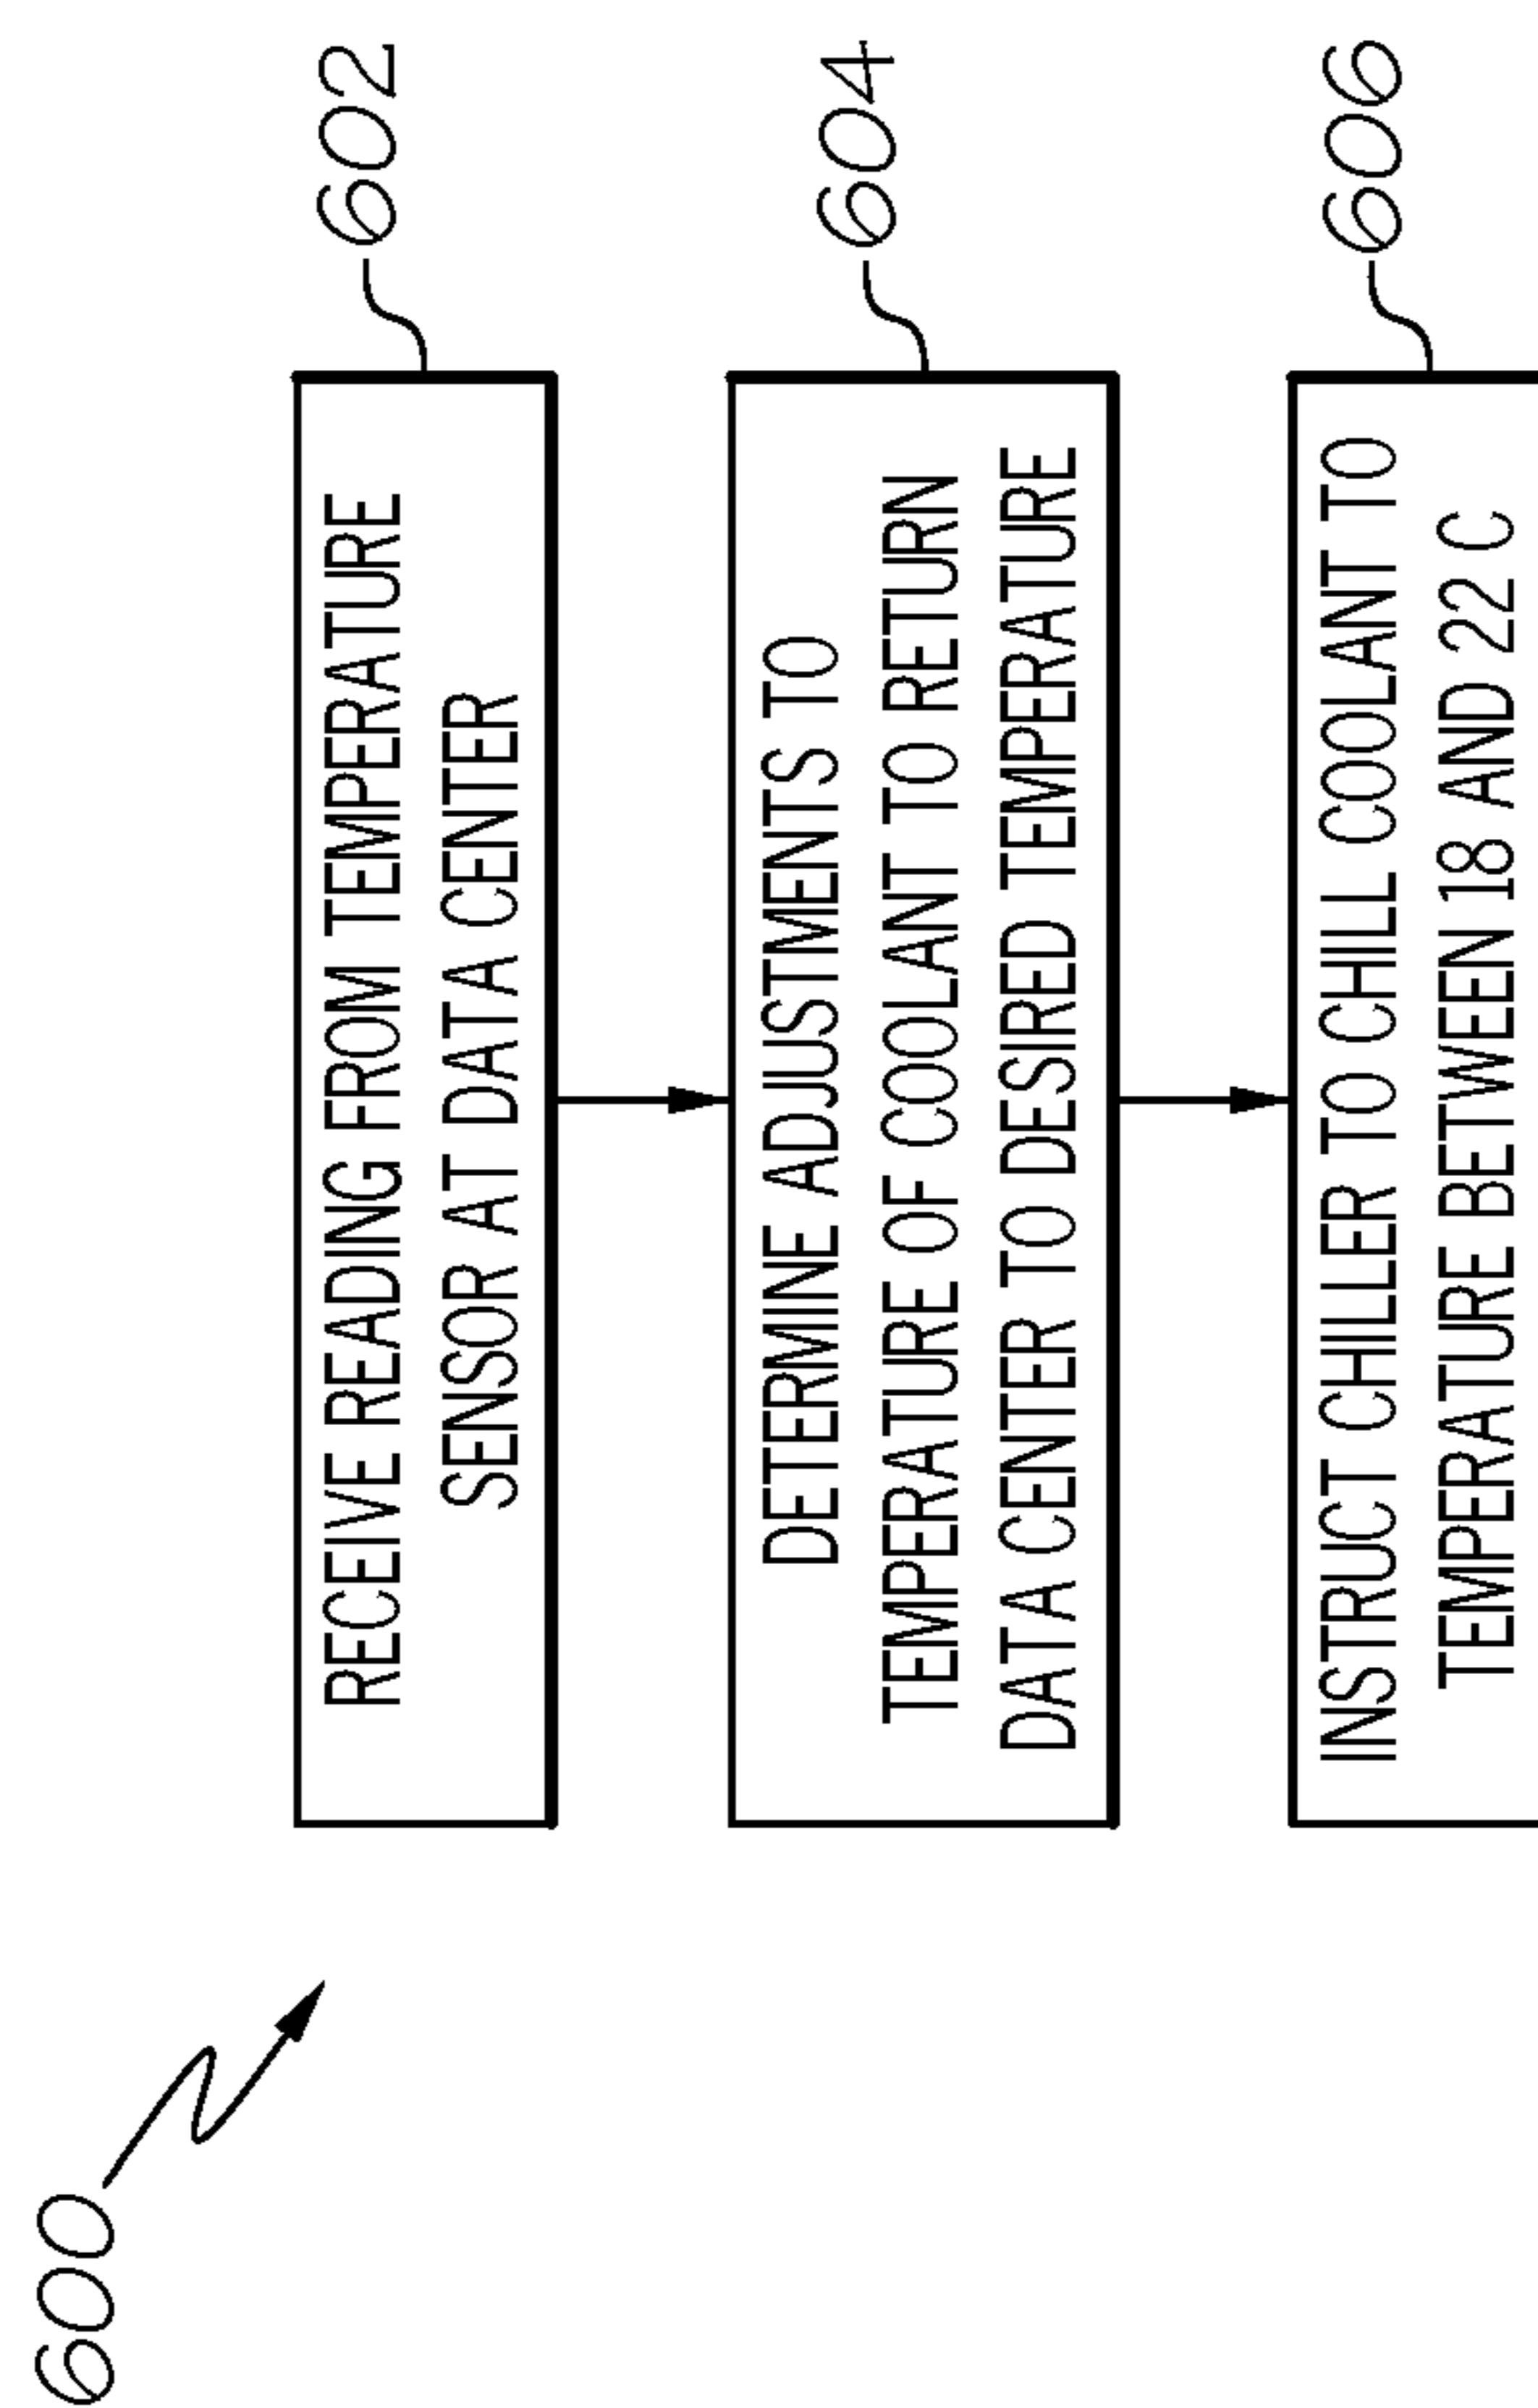 600
602
RECEIVE READING FROM TEMPERATURE
SENSOR AT DATA CENTER
604
DETERMINE ADJUSTMENTS TO
TEMPERATURE OF COOLANT TO RETURN
DATA CENTER TO DESIRED TEMPERATURE
606
INSTRUCT CHILLER TO CHILL COOLANT TO
TEMPERATURE BETWEEN 18 AND 22 C